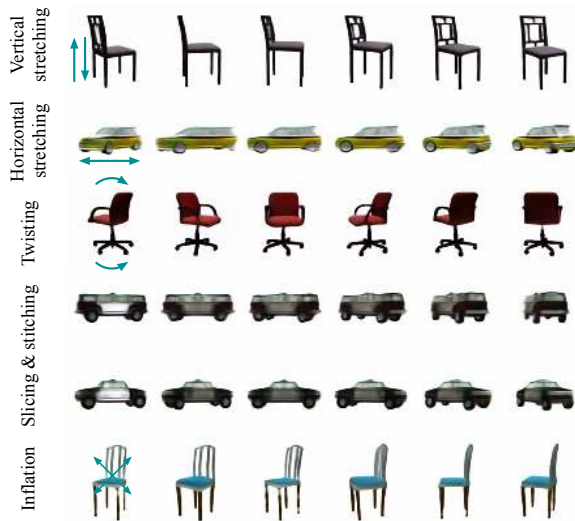 Vertical
stretching
Horizontal
stretching
Twisting
Slicing & stitching
Inflation